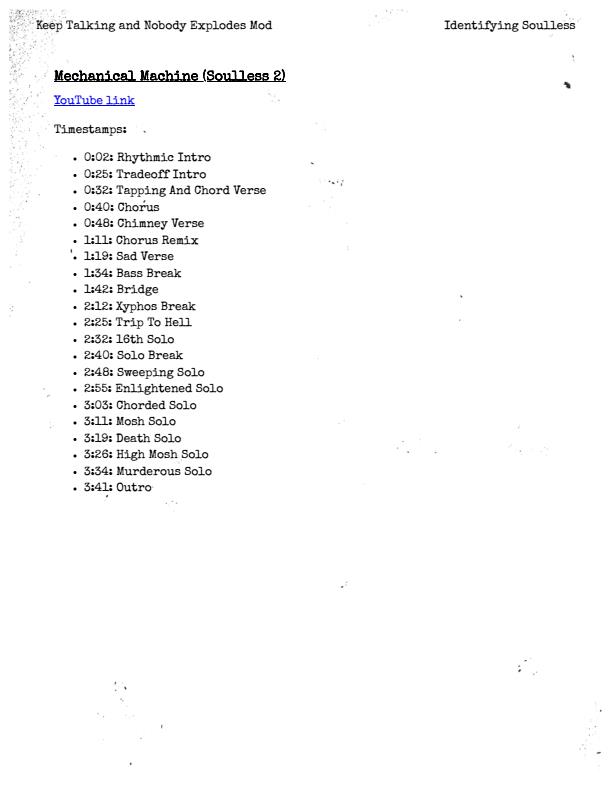 Keep Talking and Nobody Explodes Mod Identifying Soulless
Mechanical Machine (Soulless 2)
YouTube link
Timestamps:
• 0:02: Rhythmic Intro
• 0:25: Tradeoff Intro
• 0:32: Tapping And Chord Verse
• 0:40: Chorus
• 0:48: Chimney Verse
• 1:11: Chorus Remix
• 1:19: Sad Verse
• 1:34: Bass Break
• 1:42: Bridge
• 2:12: Xyphos Break
• 2:25: Trip To Hell
• 2:32: 16th Solo
• 2:40: Solo Break
• 2:48: Sweeping Solo
• 2:55: Enlightened Solo
• 3:03: Chorded Solo
• 3:11: Mosh Solo
• 3:19: Death Solo
• 3:26: High Mosh Solo
• 3:34: Murderous Solo
• 3:41: Outro